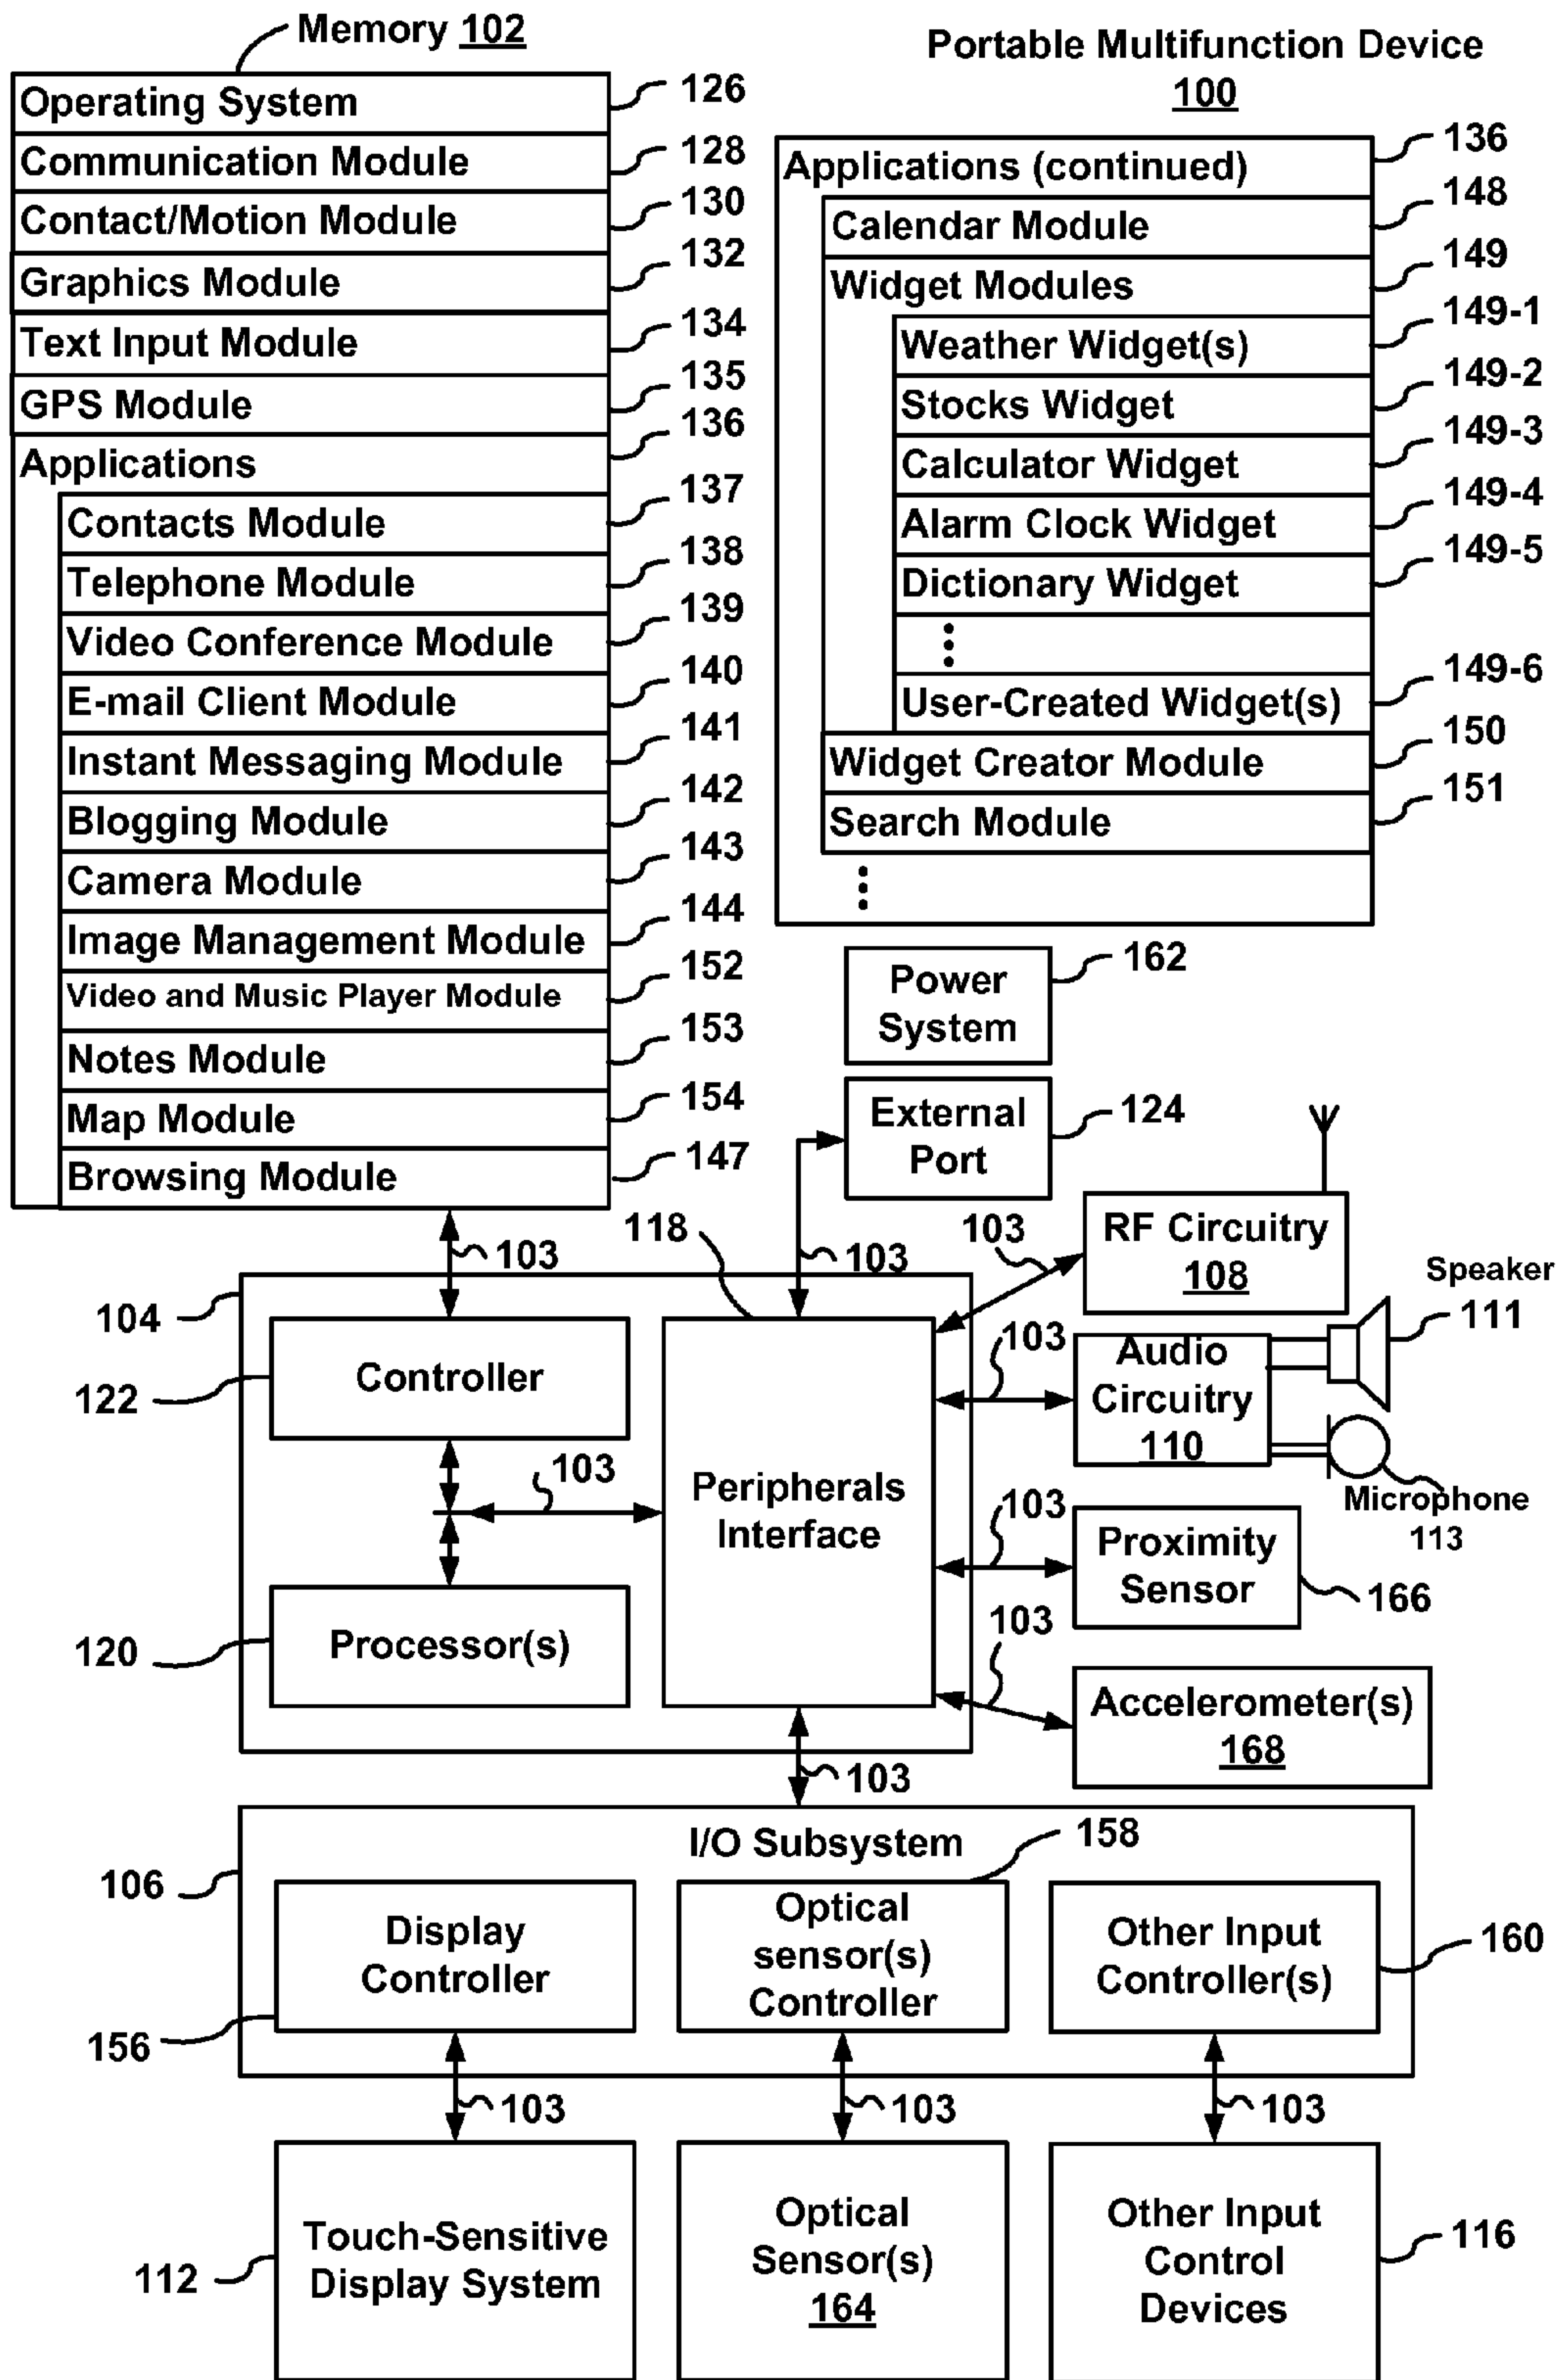 Memory 102
Operating System 126
Communication Module 128
Contact/Motion Module 130
Graphics Module 132
Text Input Module 134
GPS Module 135
Applications 136
Contacts Module 137
Telephone Module 138
Video Conference Module 139
E-mail Client Module 140
Instant Messaging Module 141
Blogging Module 142
Camera Module 143
Image Management Module 144
Video and Music Player Module 152
Notes Module 153
Map Module 154
Browsing Module 147
Portable Multifunction Device
100
Applications (continued) 136
Calendar Module 148
Widget Modules 149
Weather Widget(s) 149-1
Stocks Widget 149-2
Calculator Widget 149-3
Alarm Clock Widget 149-4
Dictionary Widget 149-5
User-Created Widget(s) 149-6
Widget Creator Module 150
Search Module 151
Power
System
162
External
Port
124
103
118
103
103
RF Circuitry
108
Speaker
111
104
Controller
122
103
Audio
Circuitry
110
Microphone
113
103
Peripherals
Interface
103
Proximity
Sensor
166
Processor(s)
120
103
Accelerometer(s)
168
103
I/O Subsystem
106
158
Display
Controller
156
Optical
sensor(s)
Controller
Other Input
Controller(s)
160
103
103
103
Touch-Sensitive
Display System
112
Optical
Sensor(s)
164
Other Input
Control
Devices
116